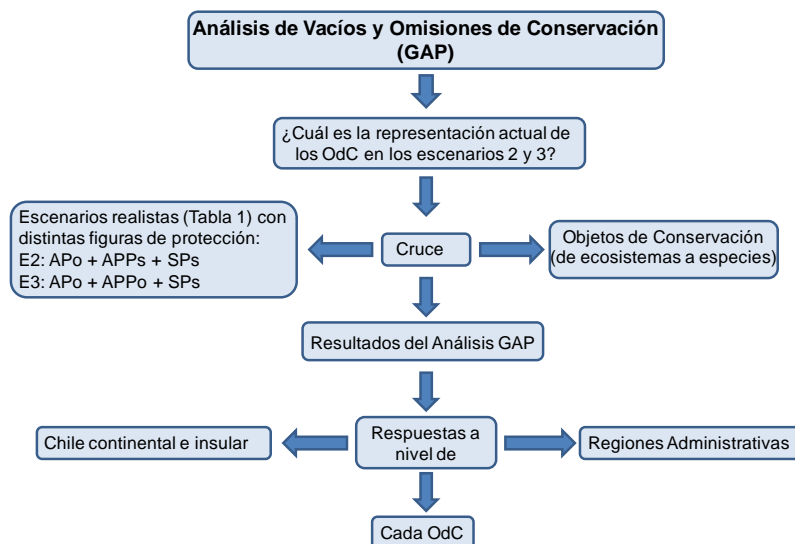 Análisis de Vacíos y Omisiones de Conservación
(GAP)
¿Cuál es la representación actual de
los OdC en los escenarios 2 y 3?
Escenarios realistas (Tabla 1) con
distintas figuras de protección:
E2: APo + APPs + SPs
E3: APo + APPo + SPs
Cruce
Objetos de Conservación
(de ecosistemas a especies)
Resultados del Análisis GAP
Chile continental e insular
Respuestas a
nivel de
Regiones Administrativas
Cada OdC